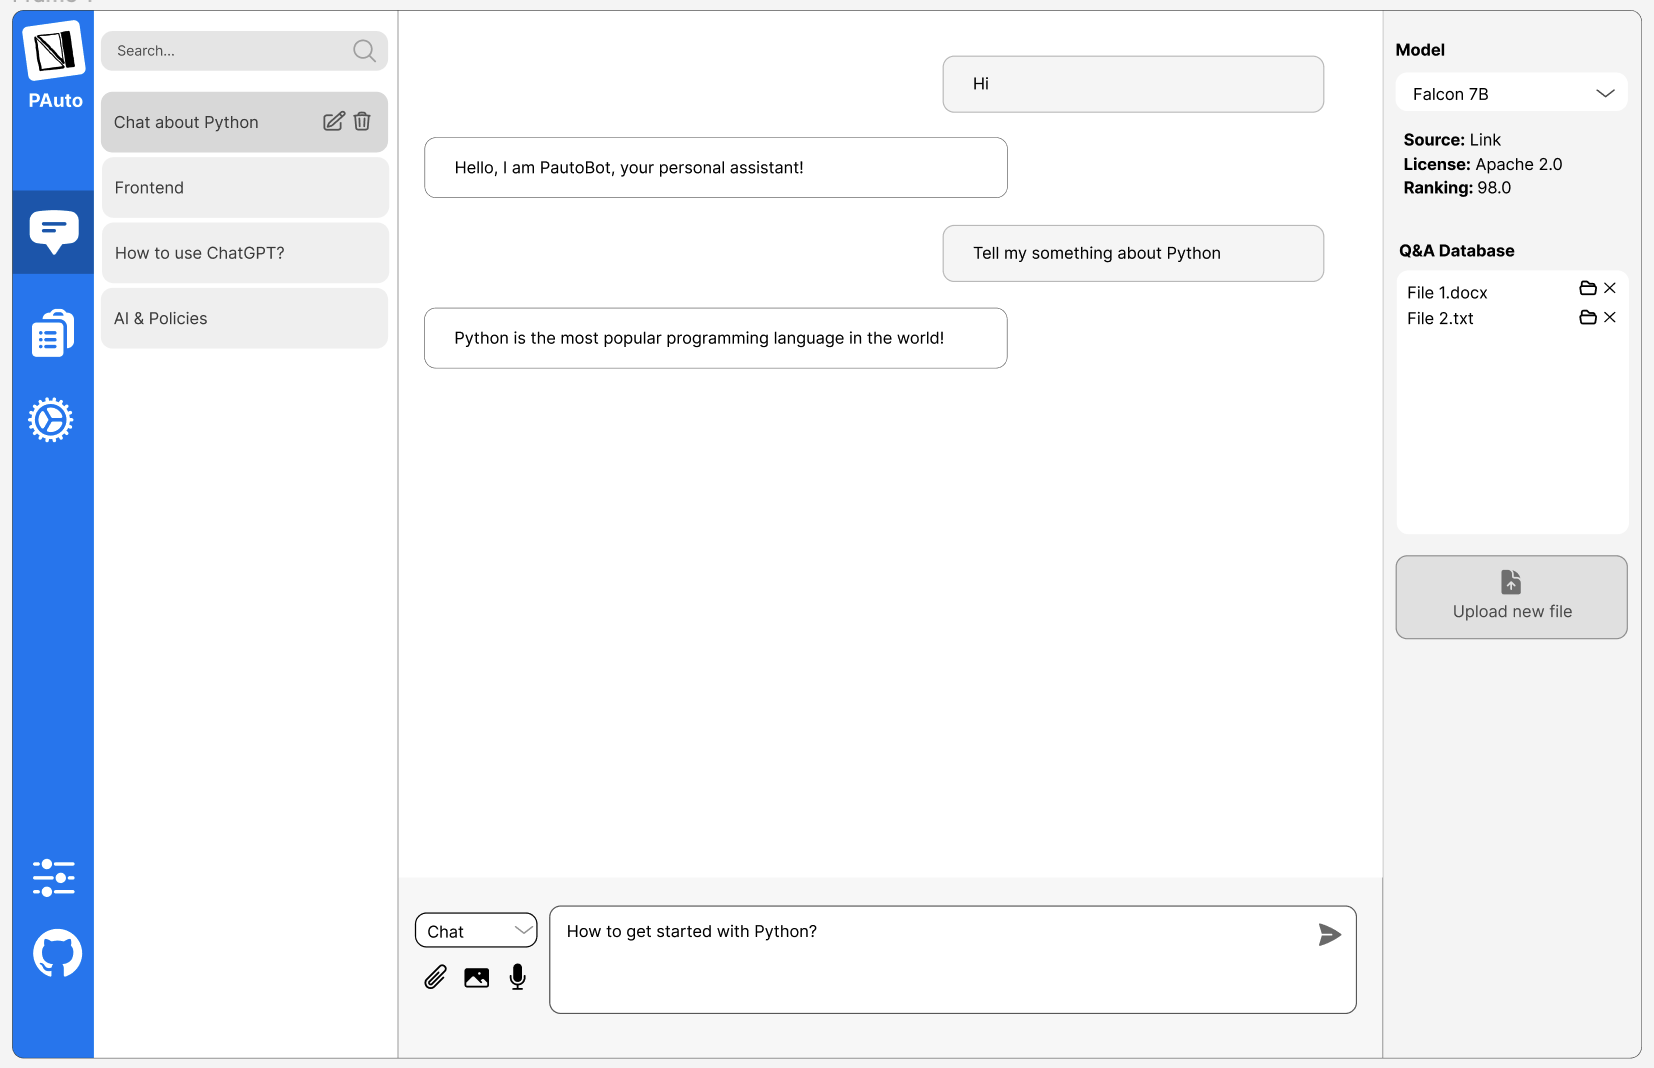 PAuto
Search...
Chat about Python
Frontend
How to use ChatGPT?
AI & Policies
Hi
Hello, I am PautoBot, your personal assistant!
Tell my something about Python
Python is the most popular programming language in the world!
Chat
How to get started with Python?
Model
Falcon 7B
Source: Link
License: Apache 2.0
Ranking: 98.0
Q&A Database
File 1.docx
File 2.txt
Upload new file